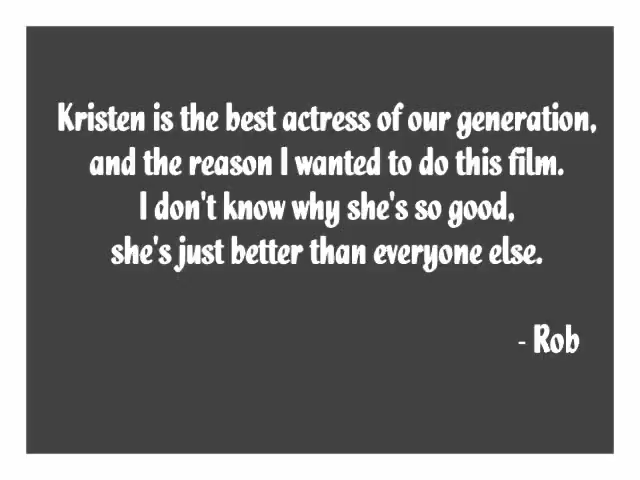 Kristen is the best actress of our generation,
and the reason I wanted to do this film.
I don't know why she's so good,
she's just better than everyone else.
- Rob